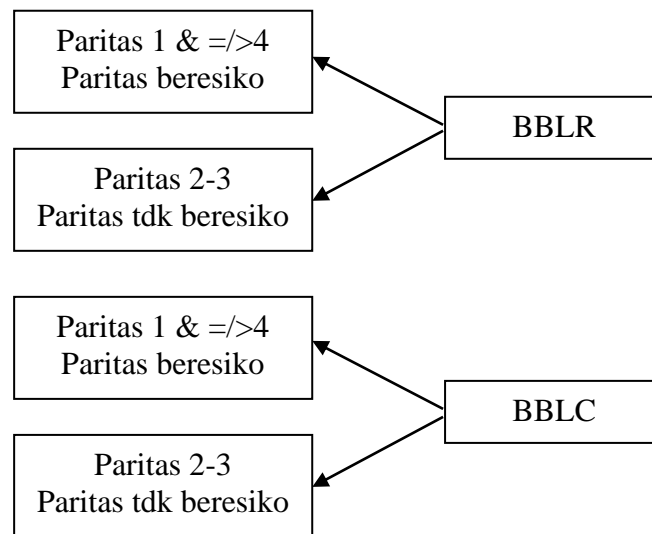 Paritas 1 & =/>4
Paritas beresiko
BBLR
Paritas 2-3
Paritas tdk beresiko
Paritas 1 & =/>4
Paritas beresiko
BBLC
Paritas 2-3
Paritas tdk beresiko